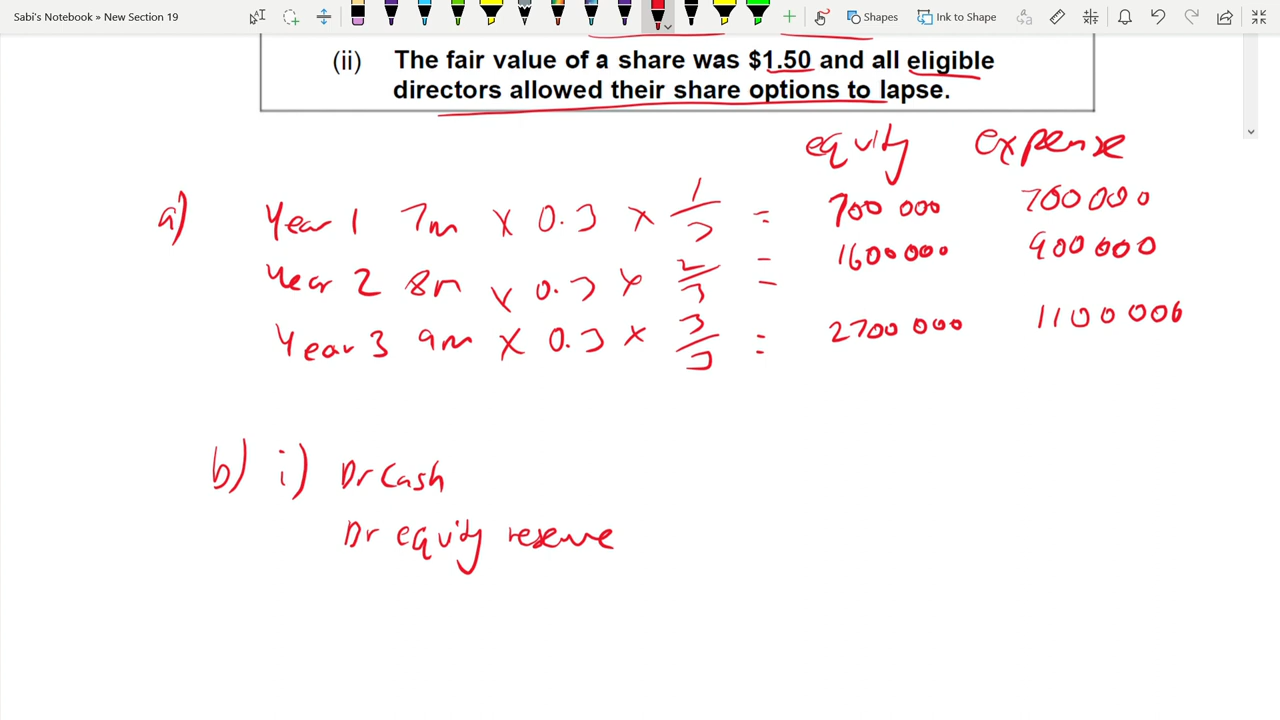 Sabi's Notebook » New Section 19
Shapes
Ink to Shape
(ii) The fair value of a share was $1.50 and all eligible
directors allowed their share options to lapse.
equity expense
a) Year 1 7m x 0.3 x 1/3 = 700 000 700 000
Year 2 8m x 0.3 x 2/3 = 1600 000 900 000
Year 3 9m x 0.3 x 3/3 = 2700 000 1100 000
b) i) Dr Cash
Dr equity reserve